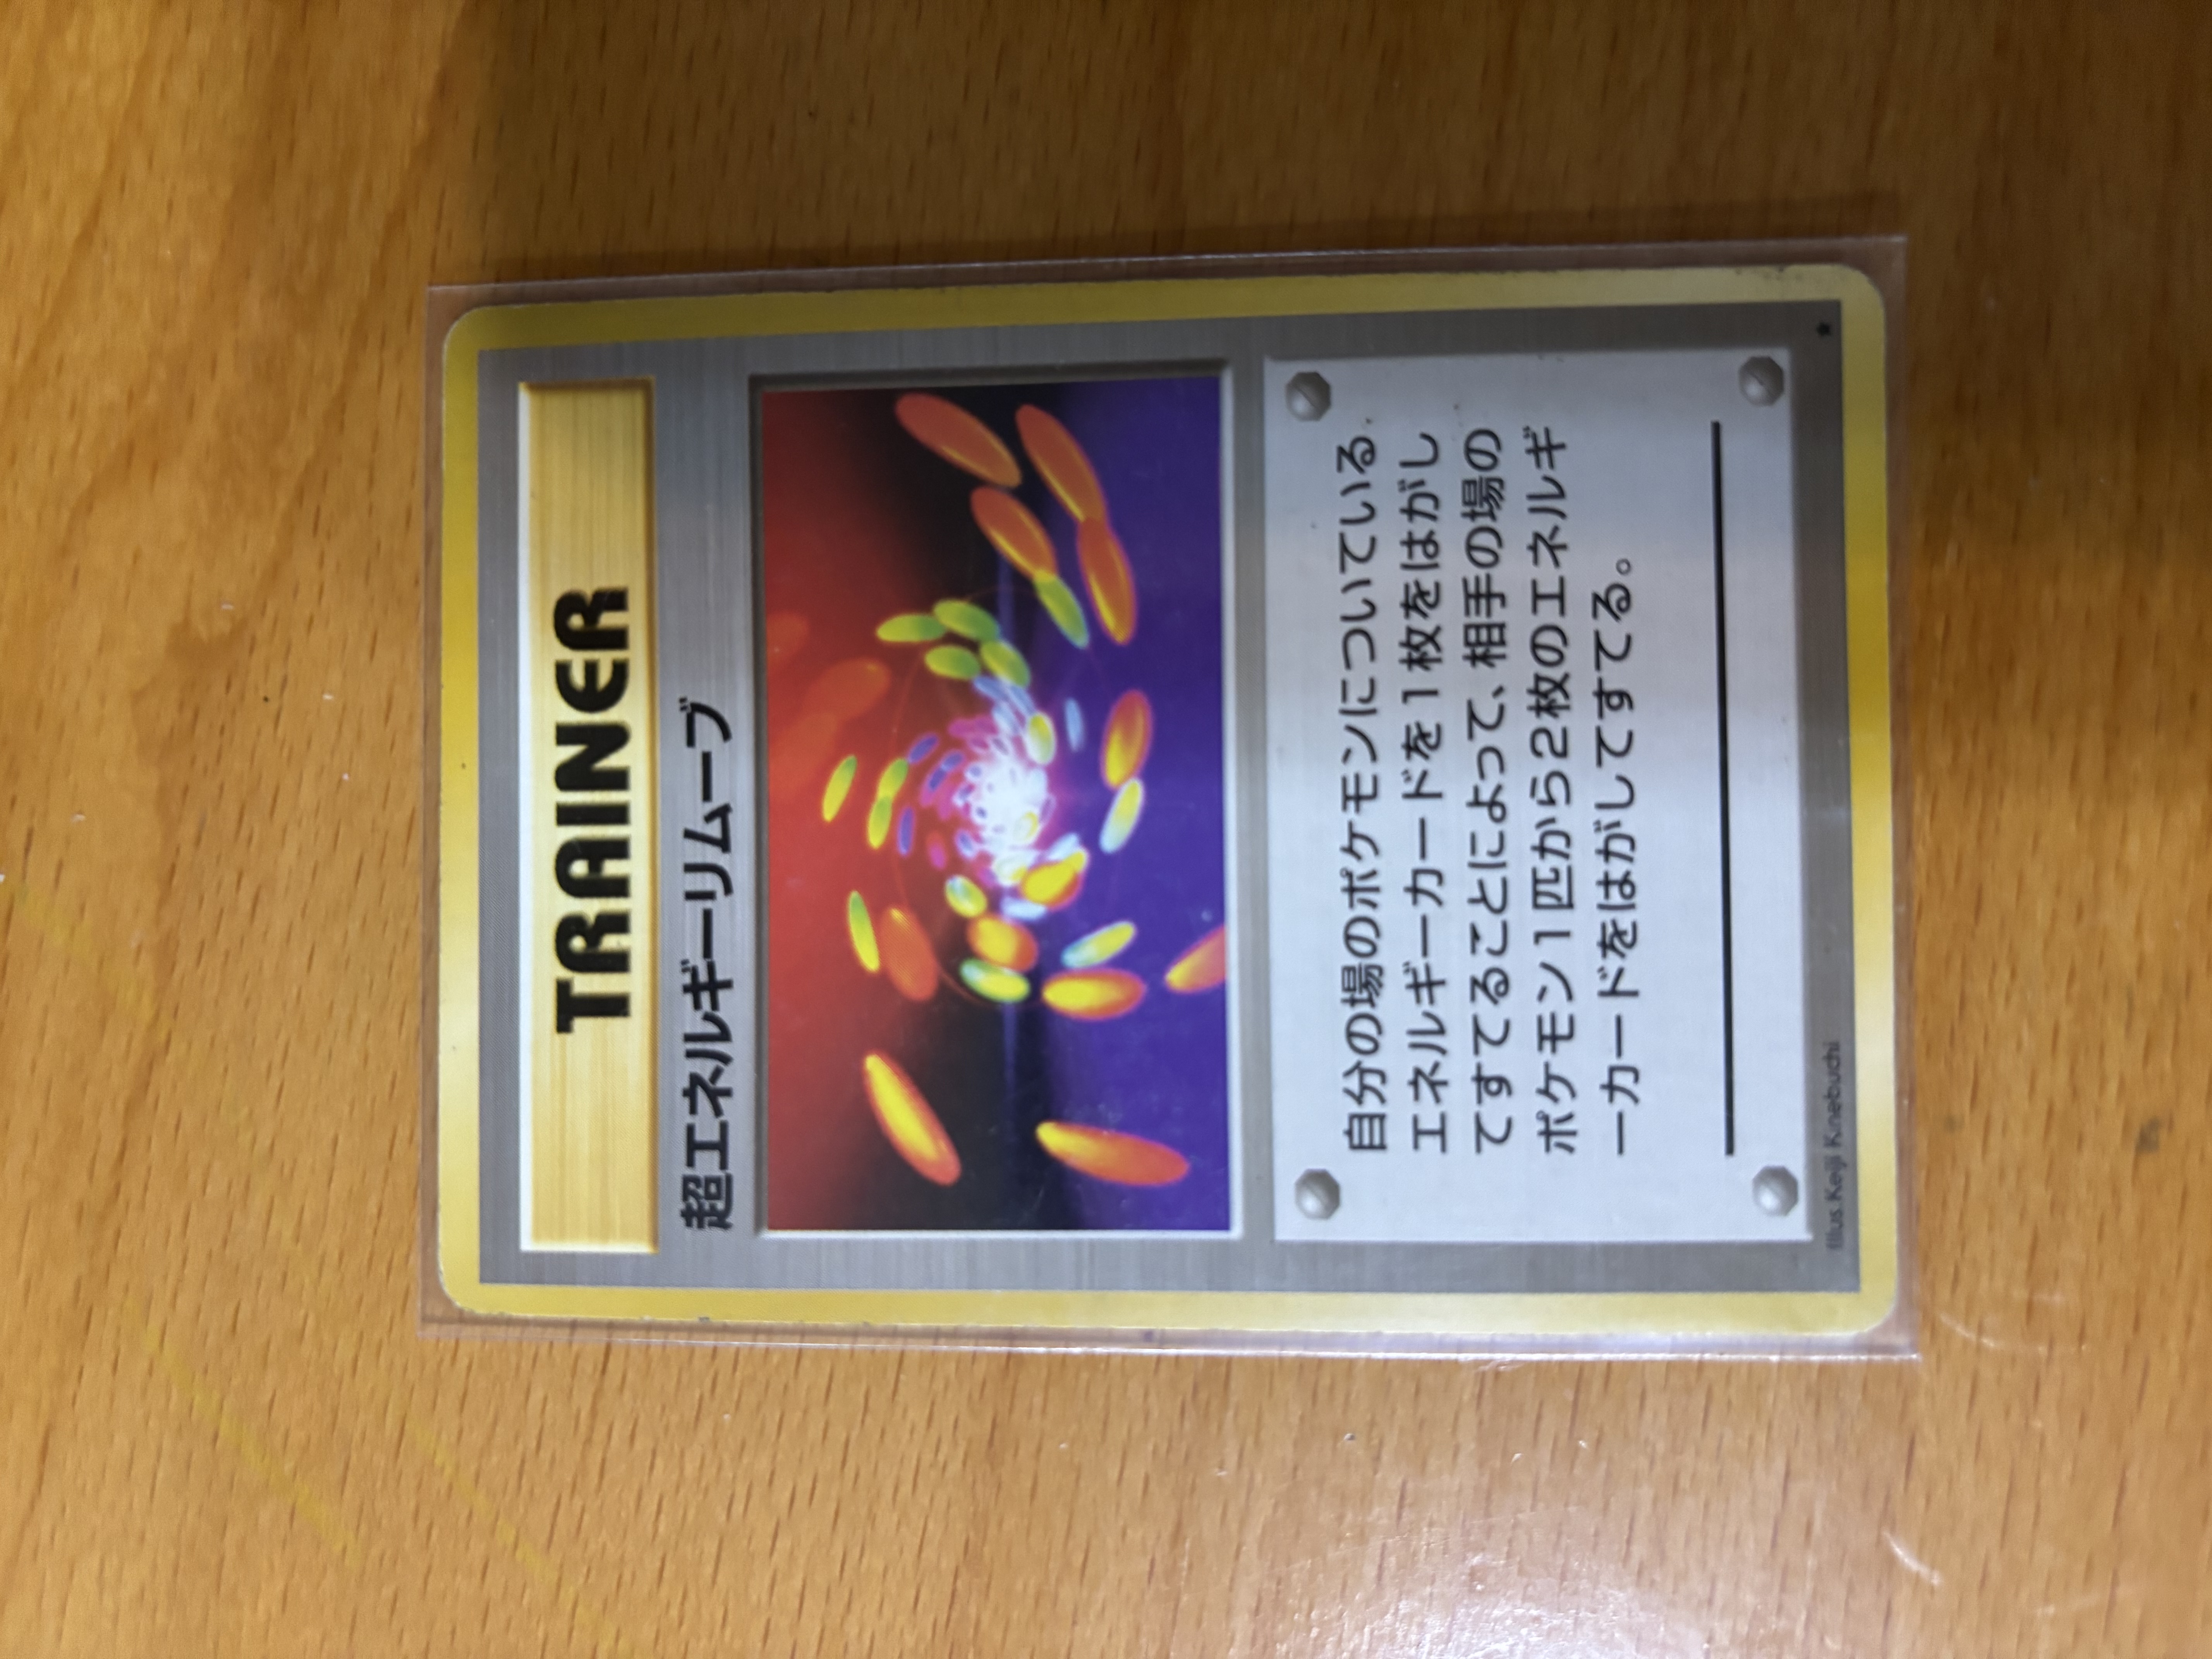 TRAINER
超エネルギーリムーブ
自分の場のポケモンについている
エネルギーカードを1枚をはがし
てすてることによって、相手の場の
ポケモン1匹から2枚のエネルギ
ーカードをはがしてすてる。
Illus.Keiji Kinebuchi